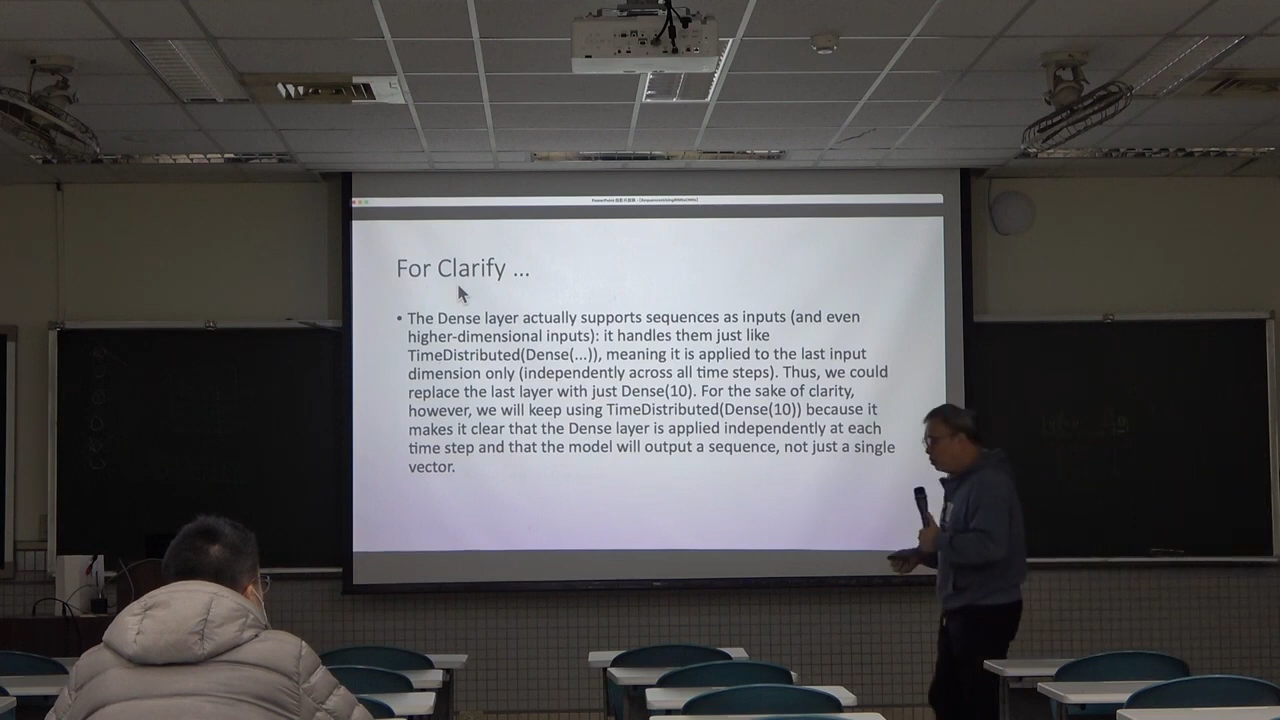 For Clarify ...
• The Dense layer actually supports sequences as inputs (and even
higher-dimensional inputs): it handles them just like
TimeDistributed(Dense(...)), meaning it is applied to the last input
dimension only (independently across all time steps). Thus, we could
replace the last layer with just Dense(10). For the sake of clarity,
however, we will keep using TimeDistributed(Dense(10)) because it
makes it clear that the Dense layer is applied independently at each
time step and that the model will output a sequence, not just a single
vector.